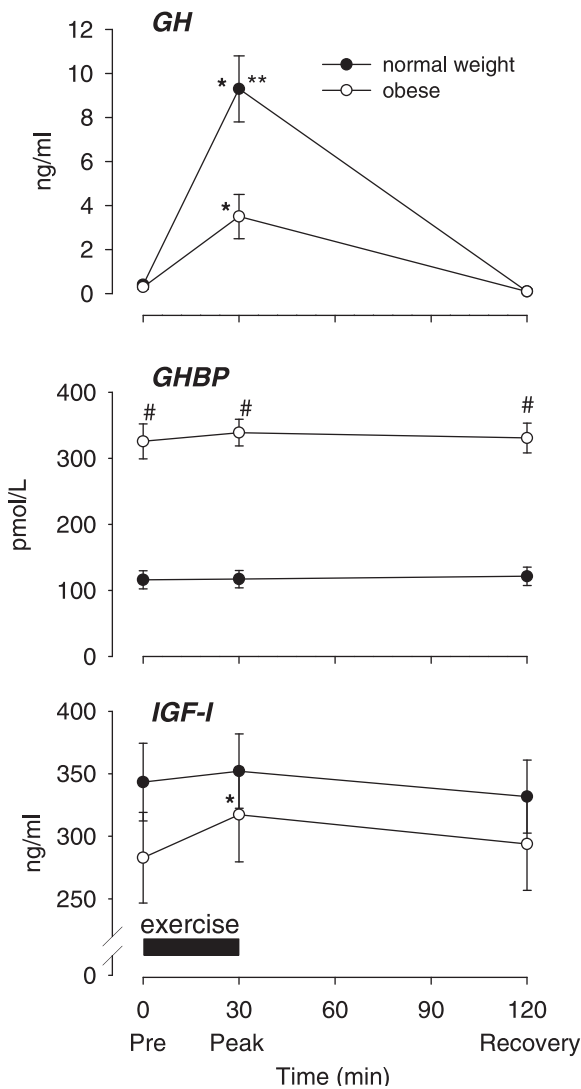 GH
12
10
8
6
4
2
0
ng/ml
* **
*
normal weight
obese
GHBP
400
300
200
100
0
pmol/L
# # #
IGF-I
400
350
300
250
0
ng/ml
*
exercise
0 30 60 90 120
Pre Peak Recovery
Time (min)